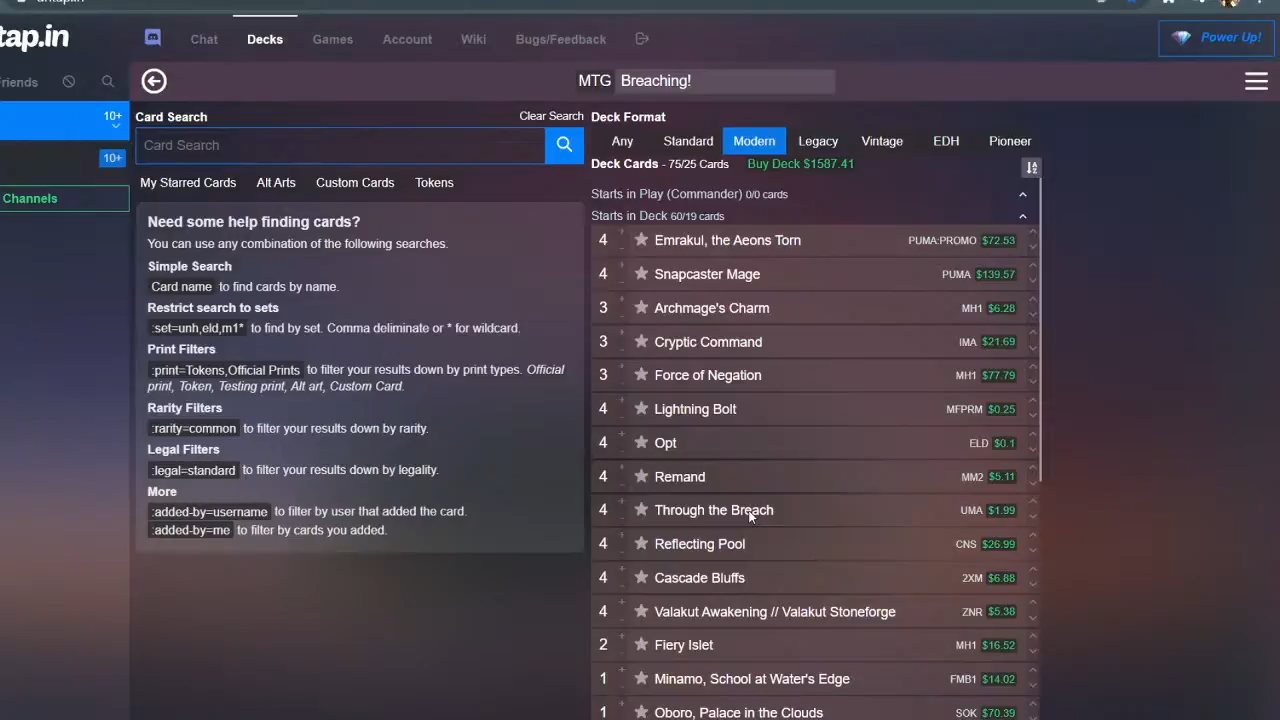 tap.in
Chat
Decks
Games
Account
Wiki
Bugs/Feedback
Power Up!
riends
MTG Breaching!
10+
10+
Channels
Card Search
Clear Search
Card Search
My Starred Cards
Alt Arts
Custom Cards
Tokens
Need some help finding cards?
You can use any combination of the following searches.
Simple Search
Card name to find cards by name.
Restrict search to sets
:set=unh,eld,m1* to find by set. Comma deliminate or * for wildcard.
Print Filters
:print=Tokens,Official Prints to filter your results down by print types. Official
print, Token, Testing print, Alt art, Custom Card.
Rarity Filters
:rarity=common to filter your results down by rarity.
Legal Filters
:legal=standard to filter your results down by legality.
More
:added-by=username to filter by user that added the card.
:added-by=me to filter by cards you added.
Deck Format
Any
Standard
Modern
Legacy
Vintage
EDH
Pioneer
Deck Cards - 75/25 Cards Buy Deck $1587.41
Starts in Play (Commander) 0/0 cards
Starts in Deck 60/19 cards
4 Emrakul, the Aeons Torn PUMA:PROMO $72.53
4 Snapcaster Mage PUMA $139.57
3 Archmage's Charm MH1 $6.28
3 Cryptic Command IMA $21.69
3 Force of Negation MH1 $77.79
4 Lightning Bolt MFPRM $0.25
4 Opt ELD $0.1
4 Remand MM2 $5.11
4 Through the Breach UMA $1.99
4 Reflecting Pool CNS $26.99
4 Cascade Bluffs 2XM $6.88
4 Valakut Awakening // Valakut Stoneforge ZNR $5.38
2 Fiery Islet MH1 $16.52
1 Minamo, School at Water's Edge FMB1 $14.02
1 Oboro, Palace in the Clouds SOK $70.39